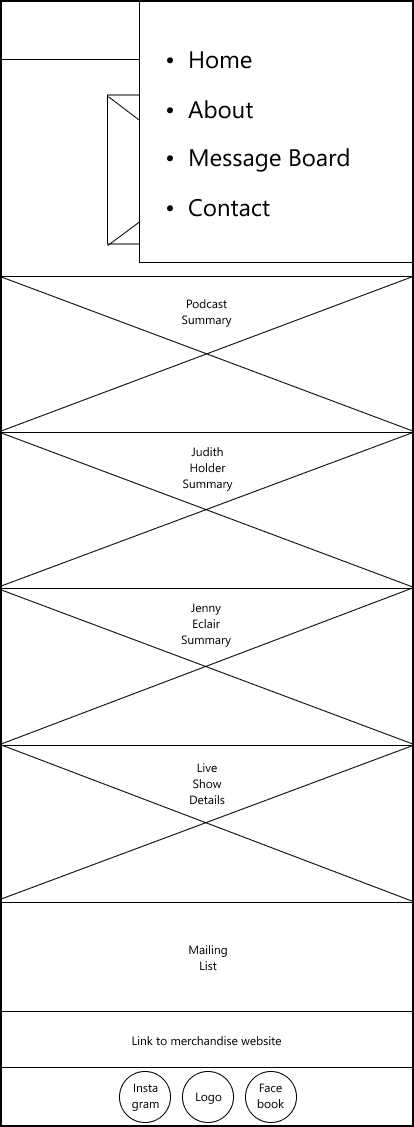 • Home
• About
• Message Board
• Contact
Podcast
Summary
Judith
Holder
Summary
Jenny
Eclair
Summary
Live
Show
Details
Mailing
List
Link to merchandise website
Insta
gram
Logo
Face
book